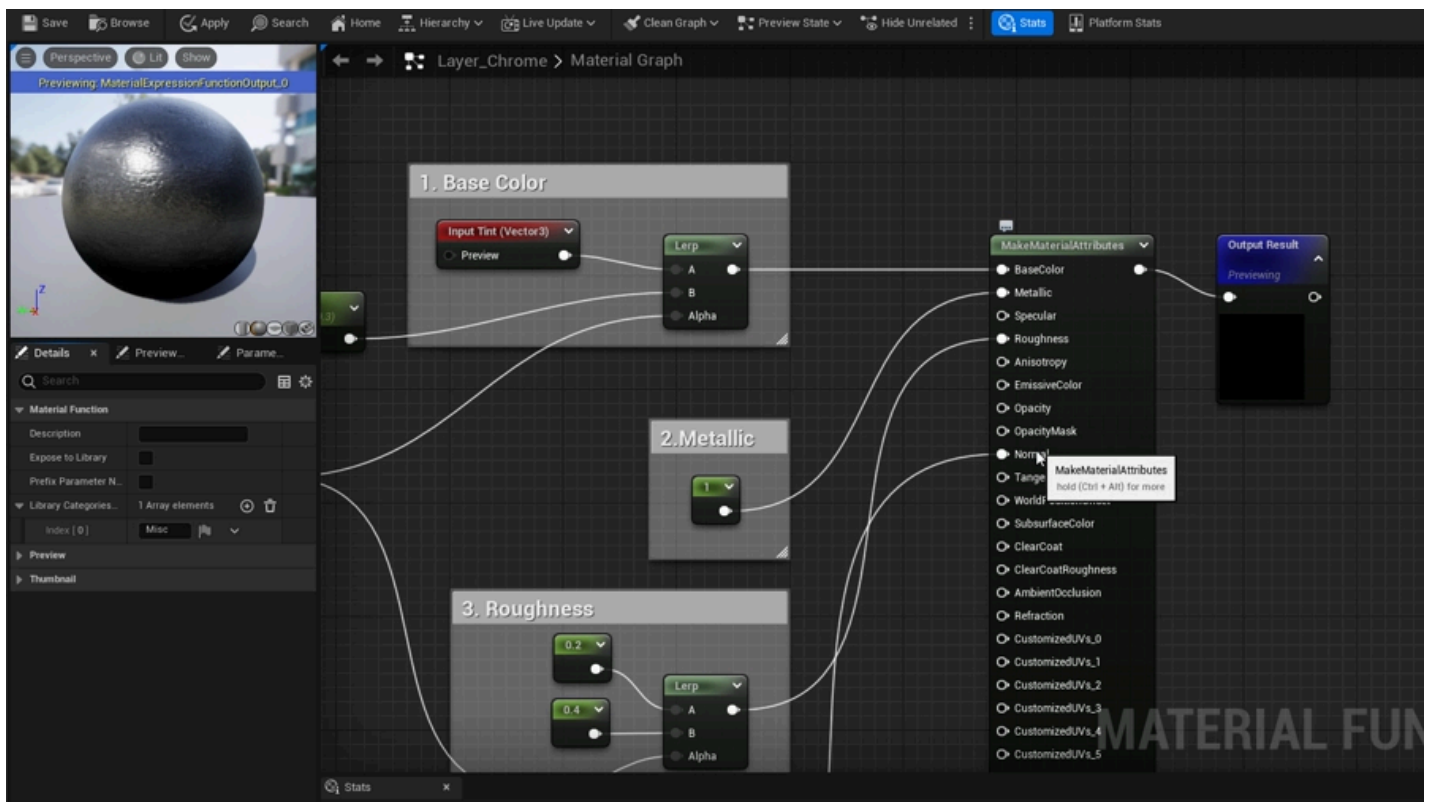 Save Browse Apply Search Home Hierarchy Live Update Clean Graph Preview State Hide Unrelated Stats Platform Stats
Perspective Lit Show
Previewing: MaterialExpressionFunctionOutput_0
Layer_Chrome > Material Graph
Z
Details × Preview... Parame...
Search
Material Function
Description
Expose to Library
Prefix Parameter N...
Library Categories... 1 Array elements
Index [ 0 ] Misc
Preview
Thumbnail
1. Base Color
Input Tint (Vector3)
Preview
Lerp
A
B
Alpha
.3)
2.Metallic
1
3. Roughness
0.2
0.4
Lerp
A
B
Alpha
MakeMaterialAttributes
BaseColor
Metallic
Specular
Roughness
Anisotropy
EmissiveColor
Opacity
OpacityMask
Normal
Tange
SubsurfaceColor
ClearCoat
ClearCoatRoughness
AmbientOcclusion
Refraction
CustomizedUVs_0
CustomizedUVs_1
CustomizedUVs_2
CustomizedUVs_3
CustomizedUVs_4
CustomizedUVs_5
MakeMaterialAttributes
hold (Ctrl + Alt) for more
Output Result
Previewing
MATERIAL FUN
Stats ×